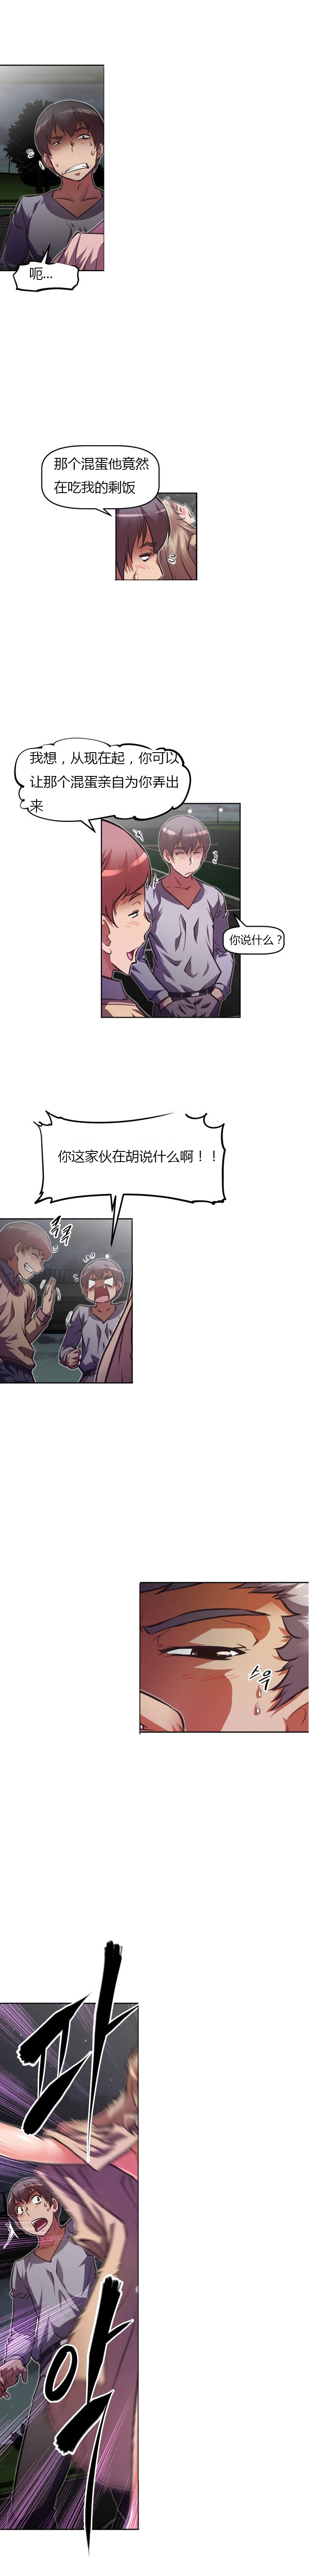 呃...
那个混蛋他竟然
在吃我的剩饭
我想，从现在起，你可以
让那个混蛋亲自为你弄出
来
你说什么？
你这家伙在胡说什么啊！！
스윽